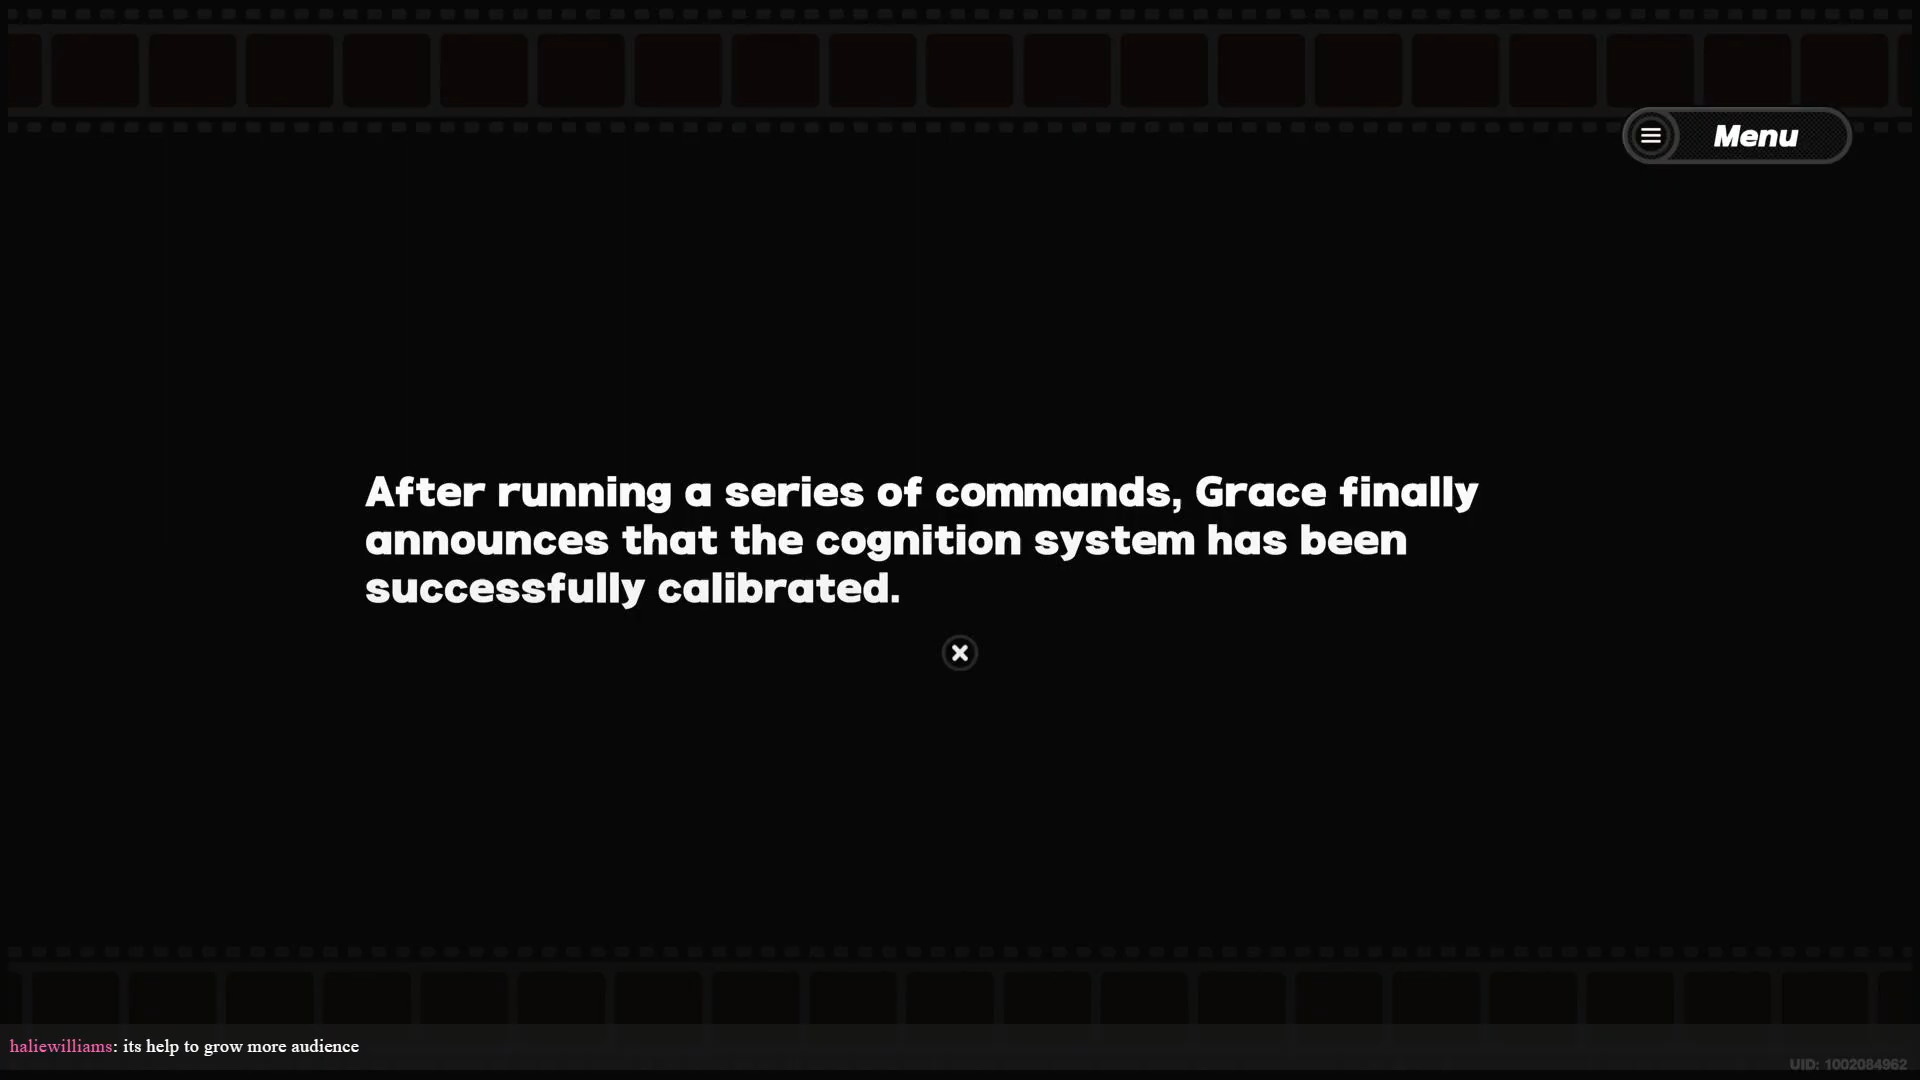 Menu
After running a series of commands, Grace finally
announces that the cognition system has been
successfully calibrated.
haliewilliams: its help to grow more audience
UID: 1002084962